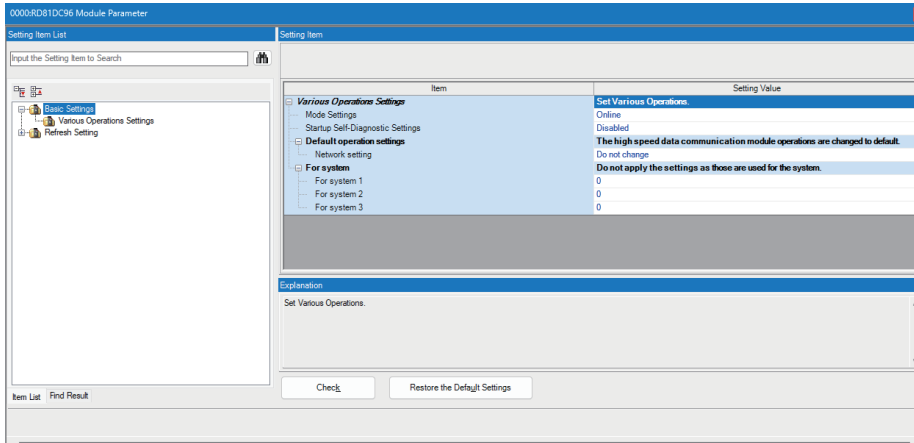 0000:RD81DC96 Module Parameter
Setting Item List
Input the Setting Item to Search
Basic Settings
Various Operations Settings
Refresh Setting
Item List
Find Result
Setting Item
Item Setting Value
Various Operations Settings Set Various Operations.
Mode Settings Online
Startup Self-Diagnostic Settings Disabled
Default operation settings The high speed data communication module operations are changed to default.
Network setting Do not change
For system Do not apply the settings as those are used for the system.
For system 1 0
For system 2 0
For system 3 0
Explanation
Set Various Operations.
Check Restore the Default Settings